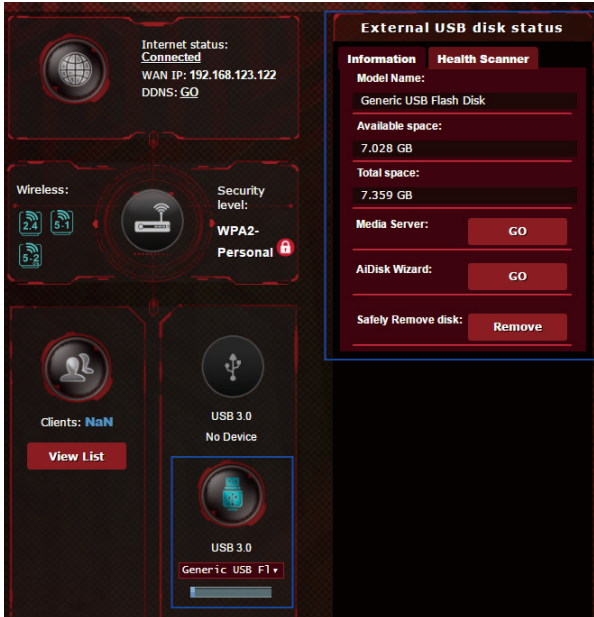 Internet status:
Connected
WAN IP: 192.168.123.122
DDNS: GO
Wireless:
2.4
5-1
5-2
Security
level:
WPA2-
Personal
Clients: NaN
View List
USB 3.0
No Device
USB 3.0
Generic USB Fl
External USB disk status
Information
Health Scanner
Model Name:
Generic USB Flash Disk
Available space:
7.028 GB
Total space:
7.359 GB
Media Server:
GO
AiDisk Wizard:
GO
Safely Remove disk:
Remove